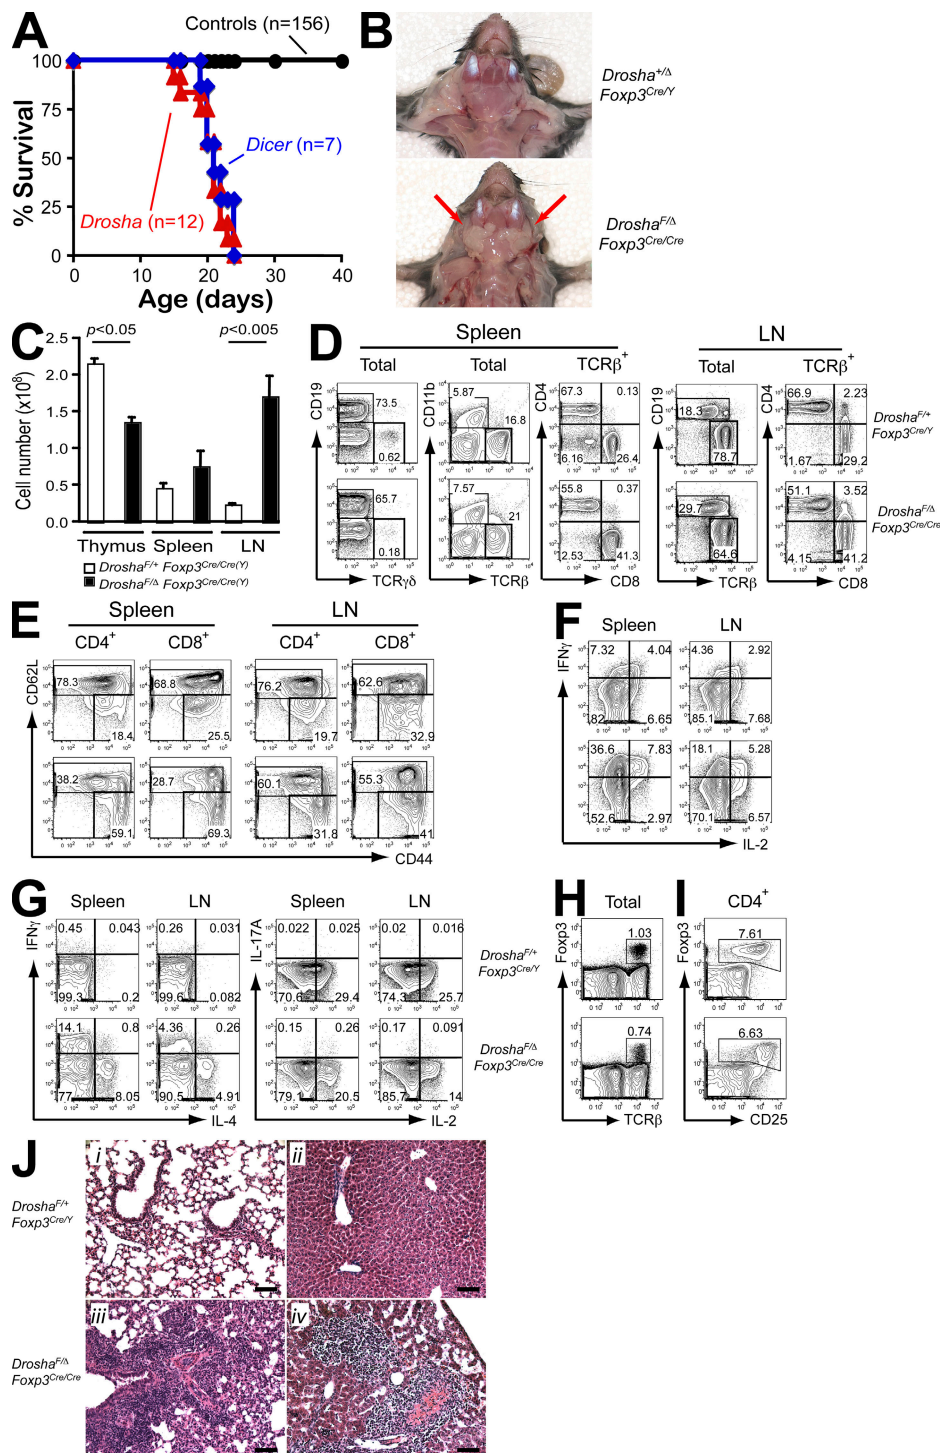 A
Controls (n=156)
100
75
50
25
0
% Survival
Dicer (n=7)
Drosha (n=12)
0 10 20 30 40
Age (days)
B
Drosha+/Δ
Foxp3Cre/Y
DroshaF/Δ
Foxp3Cre/Cre
C
p<0.05 p<0.005
2.5
2.0
1.5
1.0
0.5
0.0
Cell number (x10⁸)
Thymus Spleen LN
DroshaF/+ Foxp3Cre/Cre(Y)
DroshaF/Δ Foxp3Cre/Cre(Y)
D
Spleen LN
Total Total TCRβ+ Total TCRβ+
CD19 CD11b CD4 CD19 CD4
73.5 0.62
5.87 16.8
67.3 0.13 6.16 26.4
18.3 78.7
66.9 2.23 1.67 29.2
DroshaF/+
Foxp3Cre/Y
65.7 0.18
7.57 21
55.8 0.37 2.53 41.3
29.7 64.6
51.1 3.52 4.15 41.2
DroshaF/Δ
Foxp3Cre/Cre
TCRγδ TCRβ CD8 TCRβ CD8
E
Spleen LN
CD4+ CD8+ CD4+ CD8+
CD62L
78.3 18.4
68.8 25.5
76.2 19.7
62.6 32.9
38.2 59.1
28.7 69.3
60.1 31.8
55.3 41
CD44
F
Spleen LN
IFNγ
7.32 4.04 82 6.65
4.36 2.92 85.1 7.68
36.6 7.83 52.6 2.97
18.1 5.28 70.1 6.57
IL-2
G
Spleen LN Spleen LN
IFNγ IL-17A
0.45 0.043 99.3 0.2
0.26 0.031 99.6 0.082
0.022 0.025 70.6 29.4
0.02 0.016 74.3 25.7
DroshaF/+
Foxp3Cre/Y
14.1 0.8 77 8.05
4.36 0.26 90.5 4.91
0.15 0.26 79.1 20.5
0.17 0.091 85.7 14
DroshaF/Δ
Foxp3Cre/Cre
IL-4 IL-2
H
Total
Foxp3
1.03
0.74
TCRβ
I
CD4+
Foxp3
7.61
6.63
CD25
J
i ii
DroshaF/+
Foxp3Cre/Y
iii iv
DroshaF/Δ
Foxp3Cre/Cre